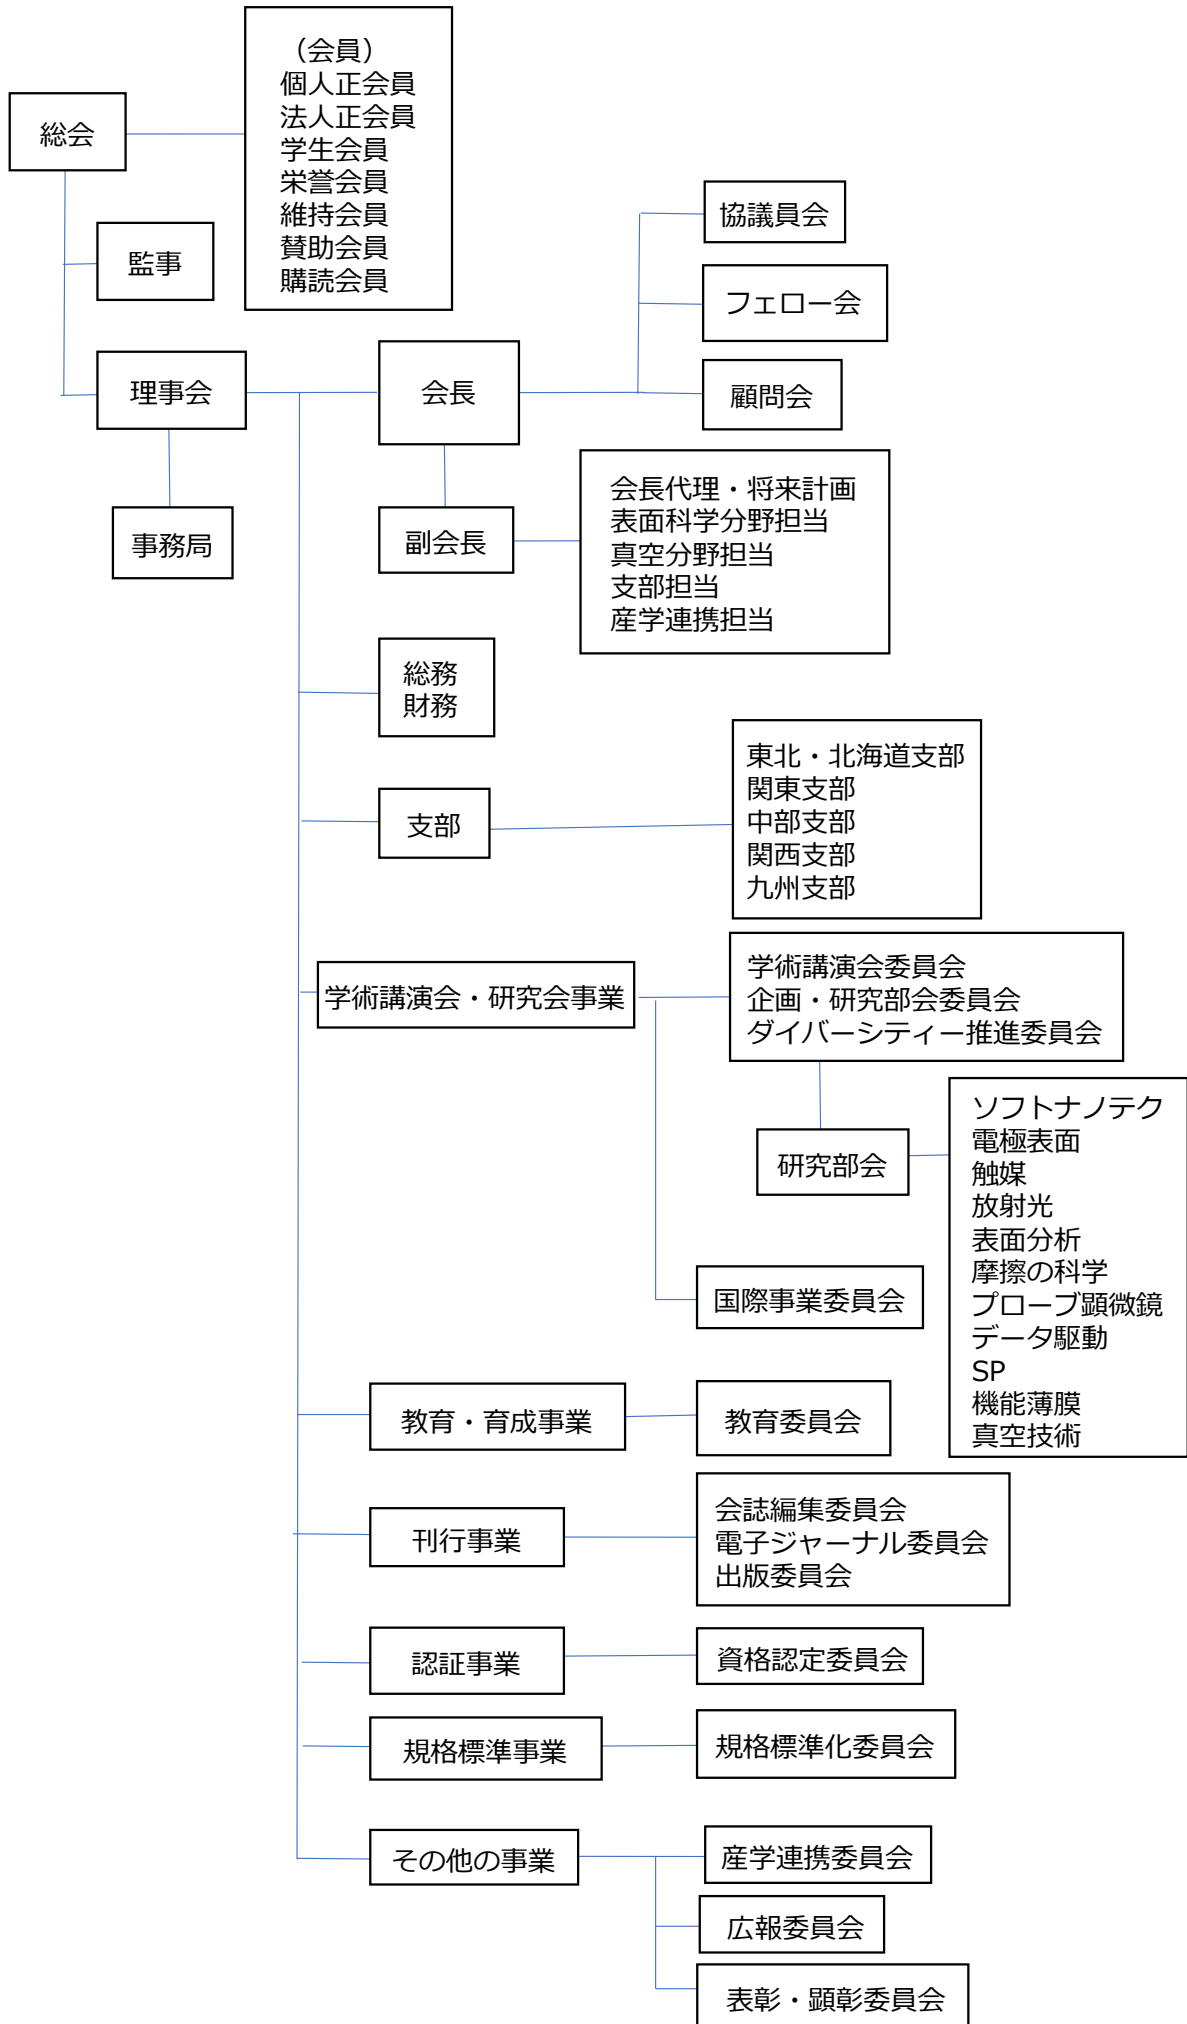 （会員）
個人正会員
法人正会員
学生会員
栄誉会員
維持会員
賛助会員
購読会員
総会
監事
理事会
事務局
会長
協議員会
フェロー会
顧問会
副会長
会長代理・将来計画
表面科学分野担当
真空分野担当
支部担当
産学連携担当
総務
財務
支部
東北・北海道支部
関東支部
中部支部
関西支部
九州支部
学術講演会・研究会事業
学術講演会委員会
企画・研究部会委員会
ダイバーシティー推進委員会
研究部会
ソフトナノテク
電極表面
触媒
放射光
表面分析
摩擦の科学
プローブ顕微鏡
データ駆動
SP
機能薄膜
真空技術
国際事業委員会
教育・育成事業
教育委員会
刊行事業
会誌編集委員会
電子ジャーナル委員会
出版委員会
認証事業
資格認定委員会
規格標準事業
規格標準化委員会
その他の事業
産学連携委員会
広報委員会
表彰・顕彰委員会